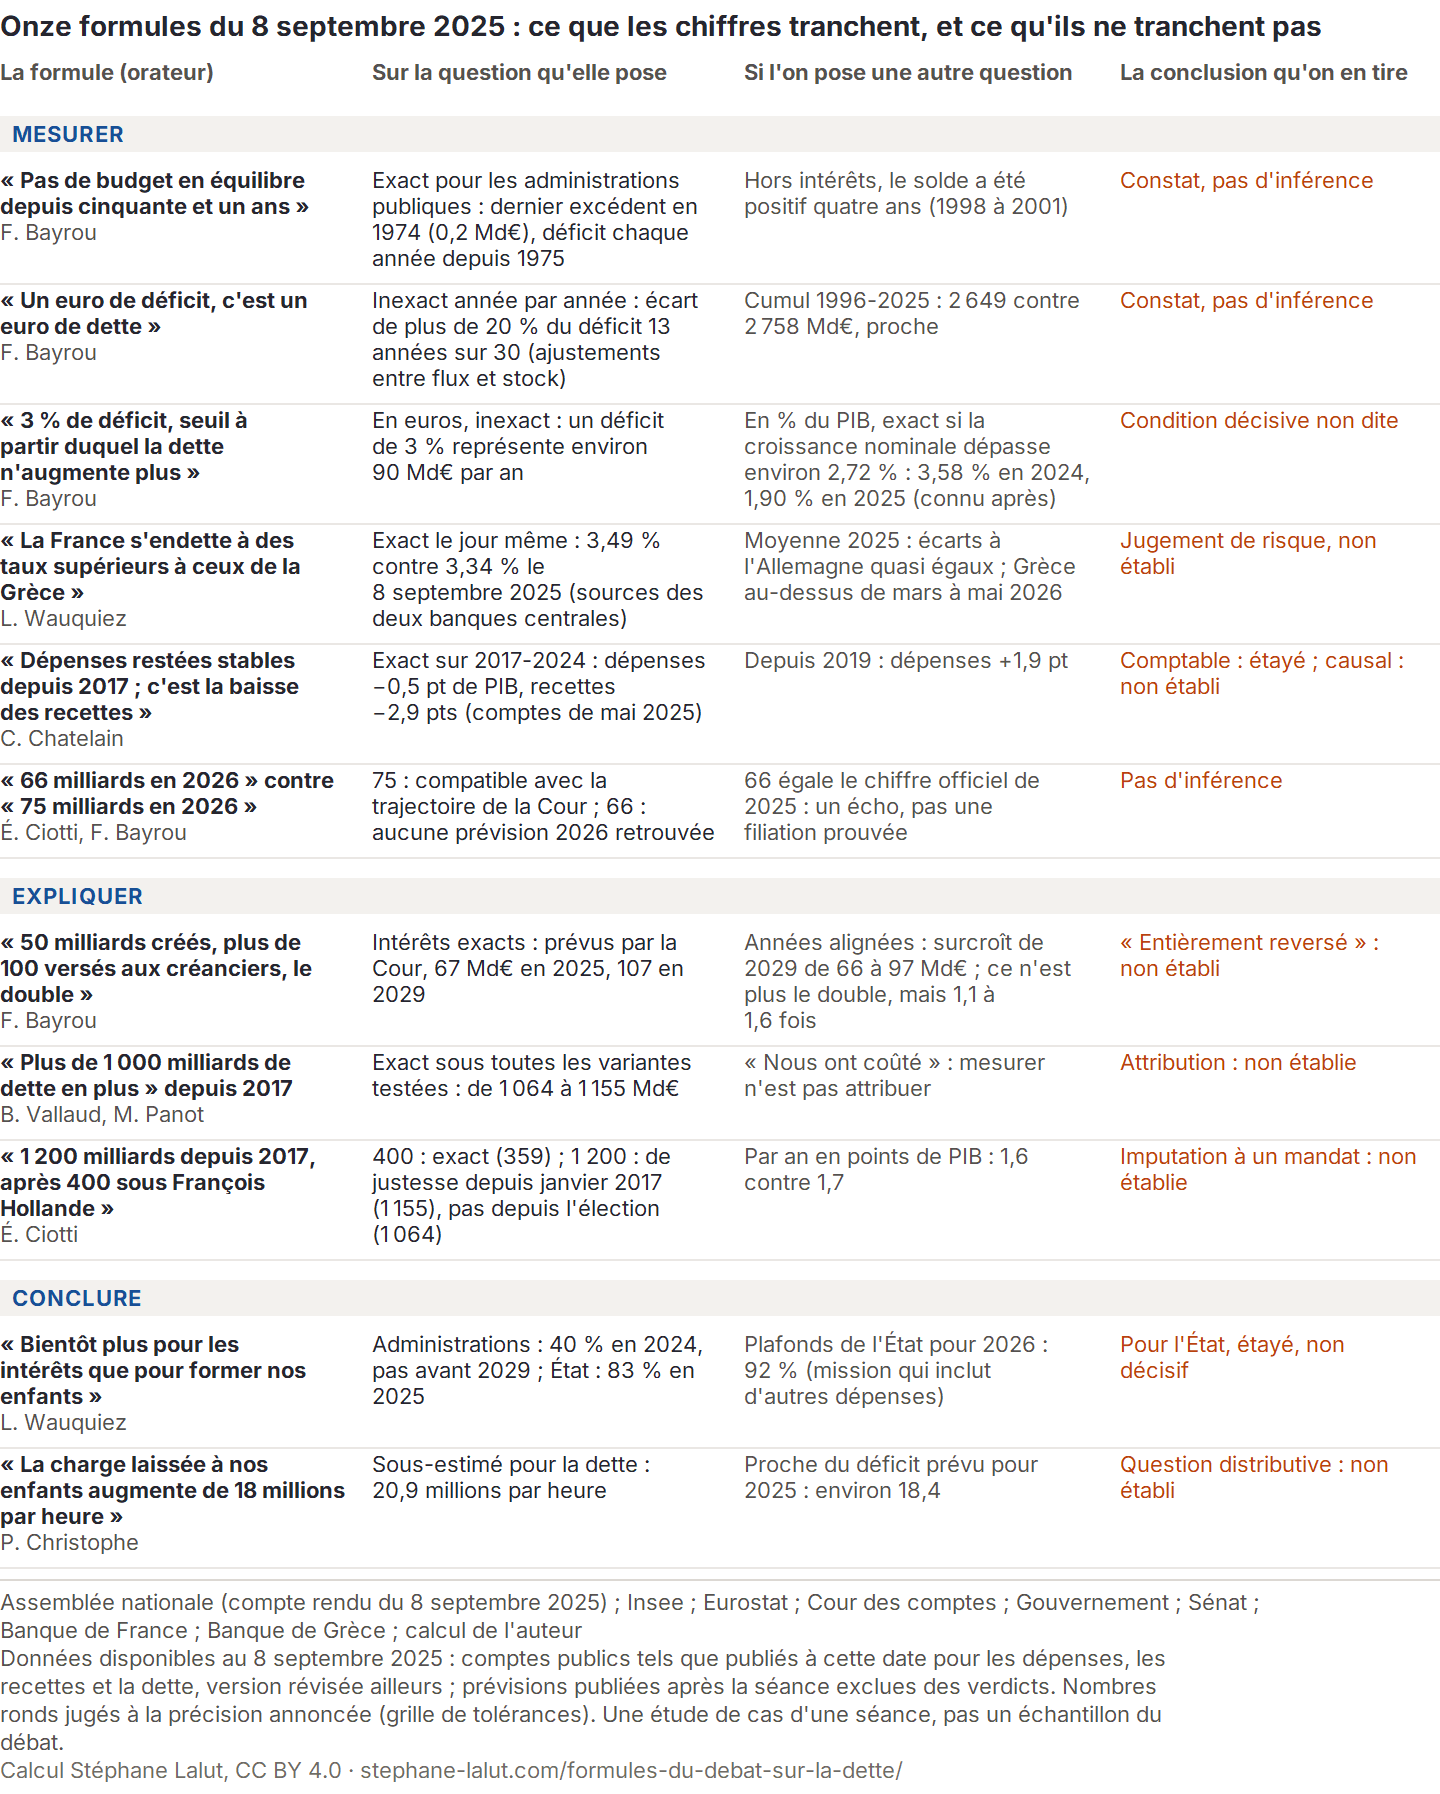 Onze formules du 8 septembre 2025 : ce que les chiffres tranchent, et ce qu'ils ne tranchent pas
La formule (orateur)
Sur la question qu'elle pose
Si l'on pose une autre question
La conclusion qu'on en tire
MESURER
« Pas de budget en équilibre
depuis cinquante et un ans »
F. Bayrou
Exact pour les administrations
publiques : dernier excédent en
1974 (0,2 Md€), déficit chaque
année depuis 1975
Hors intérêts, le solde a été
positif quatre ans (1998 à 2001)
Constat, pas d'inférence
« Un euro de déficit, c'est un
euro de dette »
F. Bayrou
Inexact année par année : écart
de plus de 20 % du déficit 13
années sur 30 (ajustements
entre flux et stock)
Cumul 1996-2025 : 2 649 contre
2 758 Md€, proche
Constat, pas d'inférence
« 3 % de déficit, seuil à
partir duquel la dette
n'augmente plus »
F. Bayrou
En euros, inexact : un déficit
de 3 % représente environ
90 Md€ par an
En % du PIB, exact si la
croissance nominale dépasse
environ 2,72 % : 3,58 % en 2024,
1,90 % en 2025 (connu après)
Condition décisive non dite
« La France s'endette à des
taux supérieurs à ceux de la
Grèce »
L. Wauquiez
Exact le jour même : 3,49 %
contre 3,34 % le
8 septembre 2025 (sources des
deux banques centrales)
Moyenne 2025 : écarts à
l'Allemagne quasi égaux ; Grèce
au-dessus de mars à mai 2026
Jugement de risque, non
établi
« Dépenses restées stables
depuis 2017 ; c'est la baisse
des recettes »
C. Chatelain
Exact sur 2017-2024 : dépenses
−0,5 pt de PIB, recettes
−2,9 pts (comptes de mai 2025)
Depuis 2019 : dépenses +1,9 pt
Comptable : étayé ; causal :
non établi
« 66 milliards en 2026 » contre
« 75 milliards en 2026 »
É. Ciotti, F. Bayrou
75 : compatible avec la
trajectoire de la Cour ; 66 :
aucune prévision 2026 retrouvée
66 égale le chiffre officiel de
2025 : un écho, pas une
filiation prouvée
Pas d'inférence
EXPLIQUER
« 50 milliards créés, plus de
100 versés aux créanciers, le
double »
F. Bayrou
Intérêts exacts : prévus par la
Cour, 67 Md€ en 2025, 107 en
2029
Années alignées : surcroît de
2029 de 66 à 97 Md€ ; ce n'est
plus le double, mais 1,1 à
1,6 fois
« Entièrement reversé » :
non établi
« Plus de 1 000 milliards de
dette en plus » depuis 2017
B. Vallaud, M. Panot
Exact sous toutes les variantes
testées : de 1 064 à 1 155 Md€
« Nous ont coûté » : mesurer
n'est pas attribuer
Attribution : non établie
« 1 200 milliards depuis 2017,
après 400 sous François
Hollande »
É. Ciotti
400 : exact (359) ; 1 200 : de
justesse depuis janvier 2017
(1 155), pas depuis l'élection
(1 064)
Par an en points de PIB : 1,6
contre 1,7
Imputation à un mandat : non
établie
CONCLURE
« Bientôt plus pour les
intérêts que pour former nos
enfants »
L. Wauquiez
Administrations : 40 % en 2024,
pas avant 2029 ; État : 83 % en
2025
Plafonds de l'État pour 2026 :
92 % (mission qui inclut
d'autres dépenses)
Pour l'État, étayé, non
décisif
« La charge laissée à nos
enfants augmente de 18 millions
par heure »
P. Christophe
Sous-estimé pour la dette :
20,9 millions par heure
Proche du déficit prévu pour
2025 : environ 18,4
Question distributive : non
établi
Assemblée nationale (compte rendu du 8 septembre 2025) ; Insee ; Eurostat ; Cour des comptes ; Gouvernement ; Sénat ;
Banque de France ; Banque de Grèce ; calcul de l'auteur
Données disponibles au 8 septembre 2025 : comptes publics tels que publiés à cette date pour les dépenses, les
recettes et la dette, version révisée ailleurs ; prévisions publiées après la séance exclues des verdicts. Nombres
ronds jugés à la précision annoncée (grille de tolérances). Une étude de cas d'une séance, pas un échantillon du
débat.
Calcul Stéphane Lalut, CC BY 4.0 · stephane-lalut.com/formules-du-debat-sur-la-dette/